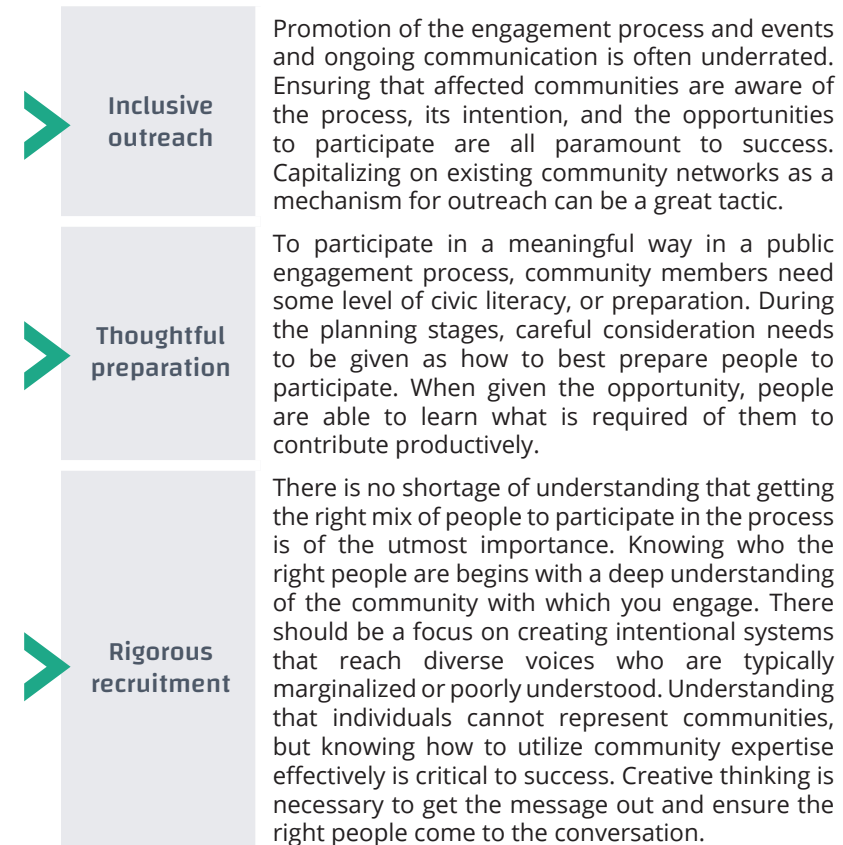 Inclusive
outreach
Promotion of the engagement process and events
and ongoing communication is often underrated.
Ensuring that affected communities are aware of
the process, its intention, and the opportunities
to participate are all paramount to success.
Capitalizing on existing community networks as a
mechanism for outreach can be a great tactic.
Thoughtful
preparation
To participate in a meaningful way in a public
engagement process, community members need
some level of civic literacy, or preparation. During
the planning stages, careful consideration needs
to be given as how to best prepare people to
participate. When given the opportunity, people
are able to learn what is required of them to
contribute productively.
Rigorous
recruitment
There is no shortage of understanding that getting
the right mix of people to participate in the process
is of the utmost importance. Knowing who the
right people are begins with a deep understanding
of the community with which you engage. There
should be a focus on creating intentional systems
that reach diverse voices who are typically
marginalized or poorly understood. Understanding
that individuals cannot represent communities,
but knowing how to utilize community expertise
effectively is critical to success. Creative thinking is
necessary to get the message out and ensure the
right people come to the conversation.